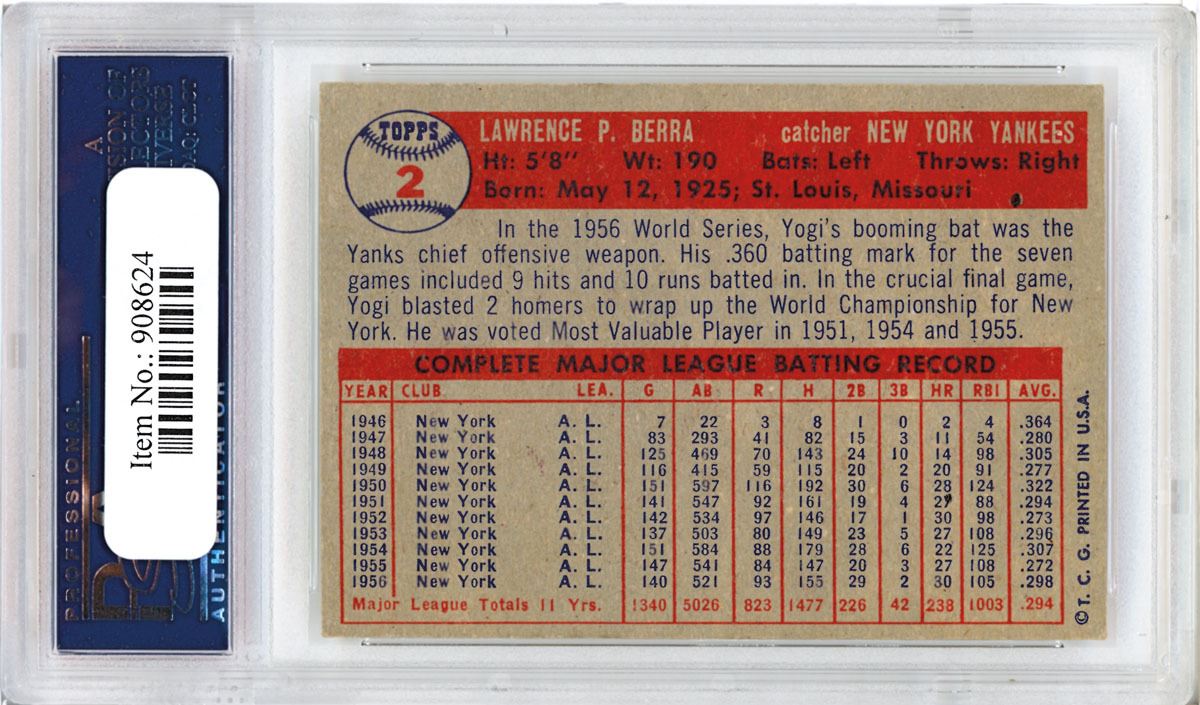 A
DIVISION OF
COLLECTORS
UNIVERSE
NASDAQ: CLCT
PROFESSIONAL
AUTHENTICATOR
Item No.: 908624
TOPPS
2
LAWRENCE P. BERRA catcher NEW YORK YANKEES
Ht: 5'8" Wt: 190 Bats: Left Throws: Right
Born: May 12, 1925; St. Louis, Missouri
In the 1956 World Series, Yogi's booming bat was the
Yanks chief offensive weapon. His .360 batting mark for the seven
games included 9 hits and 10 runs batted in. In the crucial final game,
Yogi blasted 2 homers to wrap up the World Championship for New
York. He was voted Most Valuable Player in 1951, 1954 and 1955.
COMPLETE MAJOR LEAGUE BATTING RECORD
YEAR CLUB LEA. G AB R H 2B 3B HR RBI AVG.
1946 New York A. L. 7 22 3 8 1 0 2 4 .364
1947 New York A. L. 83 293 41 82 15 3 11 54 .280
1948 New York A. L. 125 469 70 143 24 10 14 98 .305
1949 New York A. L. 116 415 59 115 20 2 20 91 .277
1950 New York A. L. 151 597 116 192 30 6 28 124 .322
1951 New York A. L. 141 547 92 161 19 4 27 88 .294
1952 New York A. L. 142 534 97 146 17 1 30 98 .273
1953 New York A. L. 137 503 80 149 23 5 27 108 .296
1954 New York A. L. 151 584 88 179 28 6 22 125 .307
1955 New York A. L. 147 541 84 147 20 3 27 108 .272
1956 New York A. L. 140 521 93 155 29 2 30 105 .298
Major League Totals 11 Yrs. 1340 5026 823 1477 226 42 238 1003 .294
© T. C. G. PRINTED IN U.S.A.